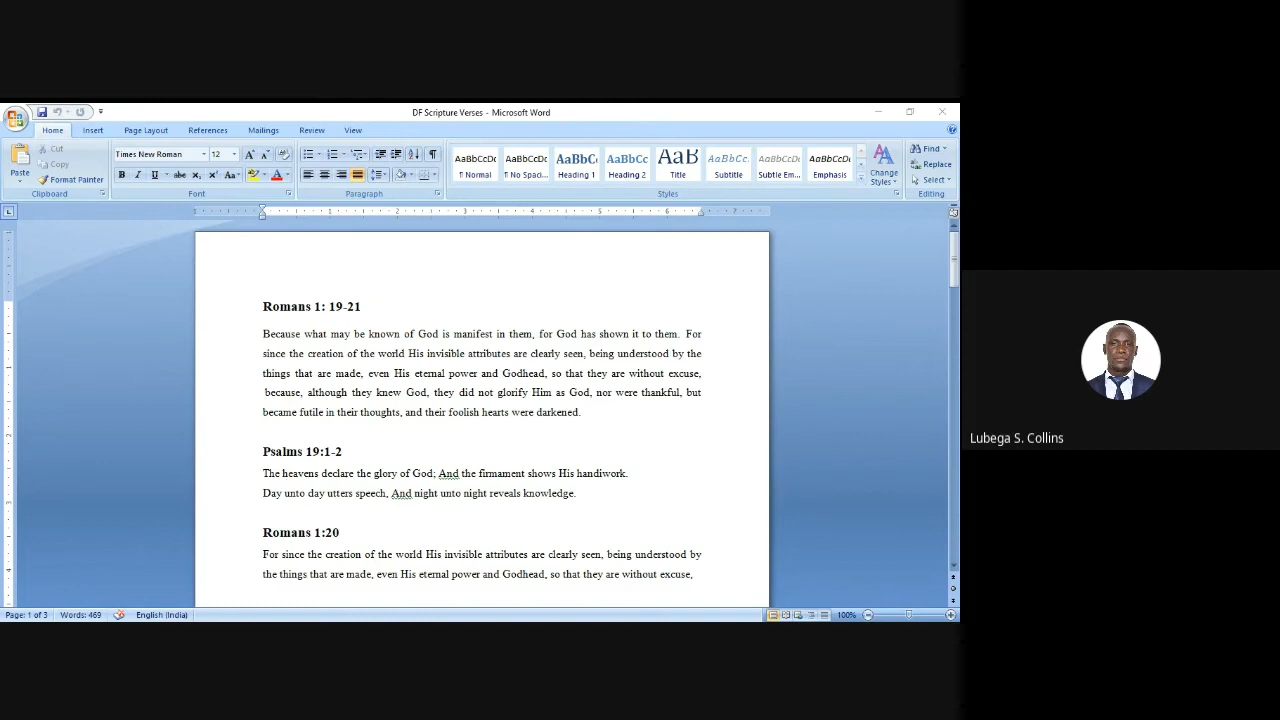 DF Scripture Verses - Microsoft Word
Home Insert Page Layout References Mailings Review View
Paste
Cut
Copy
Format Painter
Clipboard
Times New Roman 12
Font
Paragraph
AaBbCcDc AaBbCcDc AaBbC AaBbCc AaB AaBbCc. AaBbCcDc AaBbCcDc
¶ Normal ¶ No Spaci... Heading 1 Heading 2 Title Subtitle Subtle Em... Emphasis
Styles
Change Styles
Find
Replace
Select
Editing
Romans 1: 19-21
Because what may be known of God is manifest in them, for God has shown it to them. For
since the creation of the world His invisible attributes are clearly seen, being understood by the
things that are made, even His eternal power and Godhead, so that they are without excuse,
because, although they knew God, they did not glorify Him as God, nor were thankful, but
became futile in their thoughts, and their foolish hearts were darkened.
Psalms 19:1-2
The heavens declare the glory of God; And the firmament shows His handiwork.
Day unto day utters speech, And night unto night reveals knowledge.
Romans 1:20
For since the creation of the world His invisible attributes are clearly seen, being understood by
the things that are made, even His eternal power and Godhead, so that they are without excuse,
Page: 1 of 3 Words: 469 English (India) 100%
Lubega S. Collins